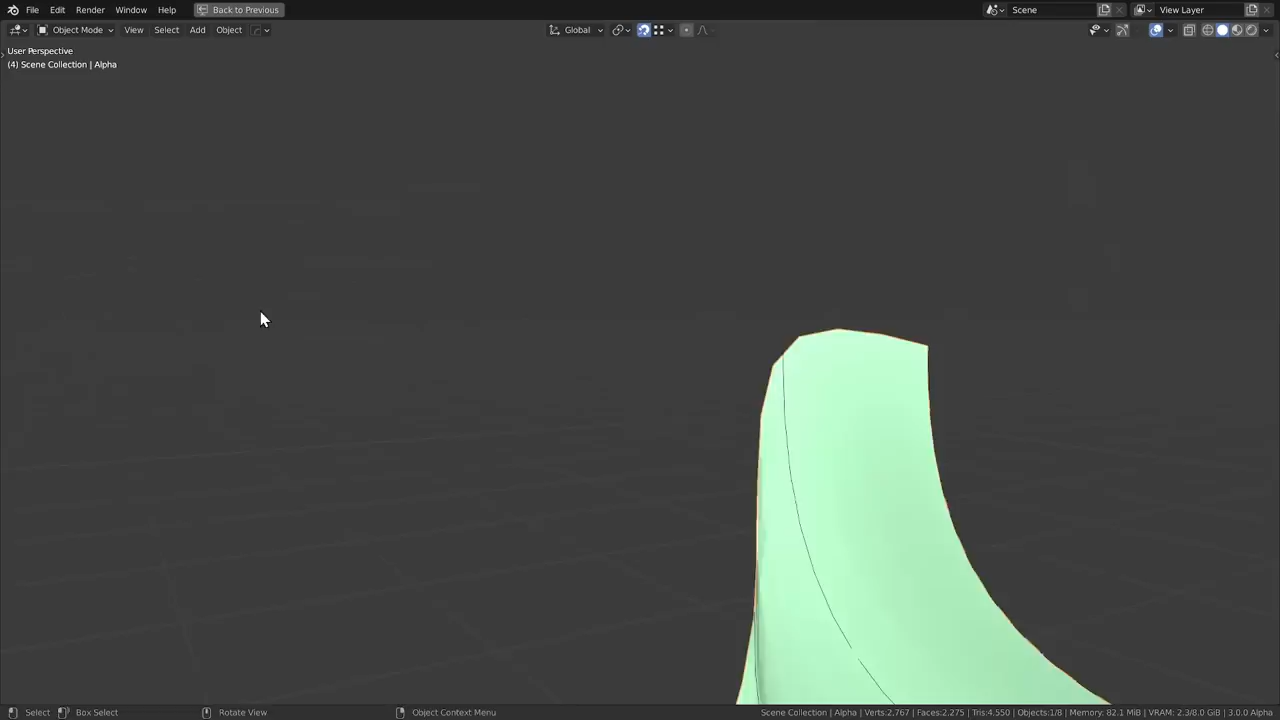 File Edit Render Window Help Back to Previous Scene View Layer
Object Mode View Select Add Object Global
User Perspective
(4) Scene Collection | Alpha
Select Box Select Rotate View Object Context Menu Scene Collection | Alpha | Verts:2,767 | Faces:2,275 | Tris:4,550 | Objects:1/8 | Memory: 82.1 MiB | VRAM: 2.3/8.0 GiB | 3.0.0 Alpha